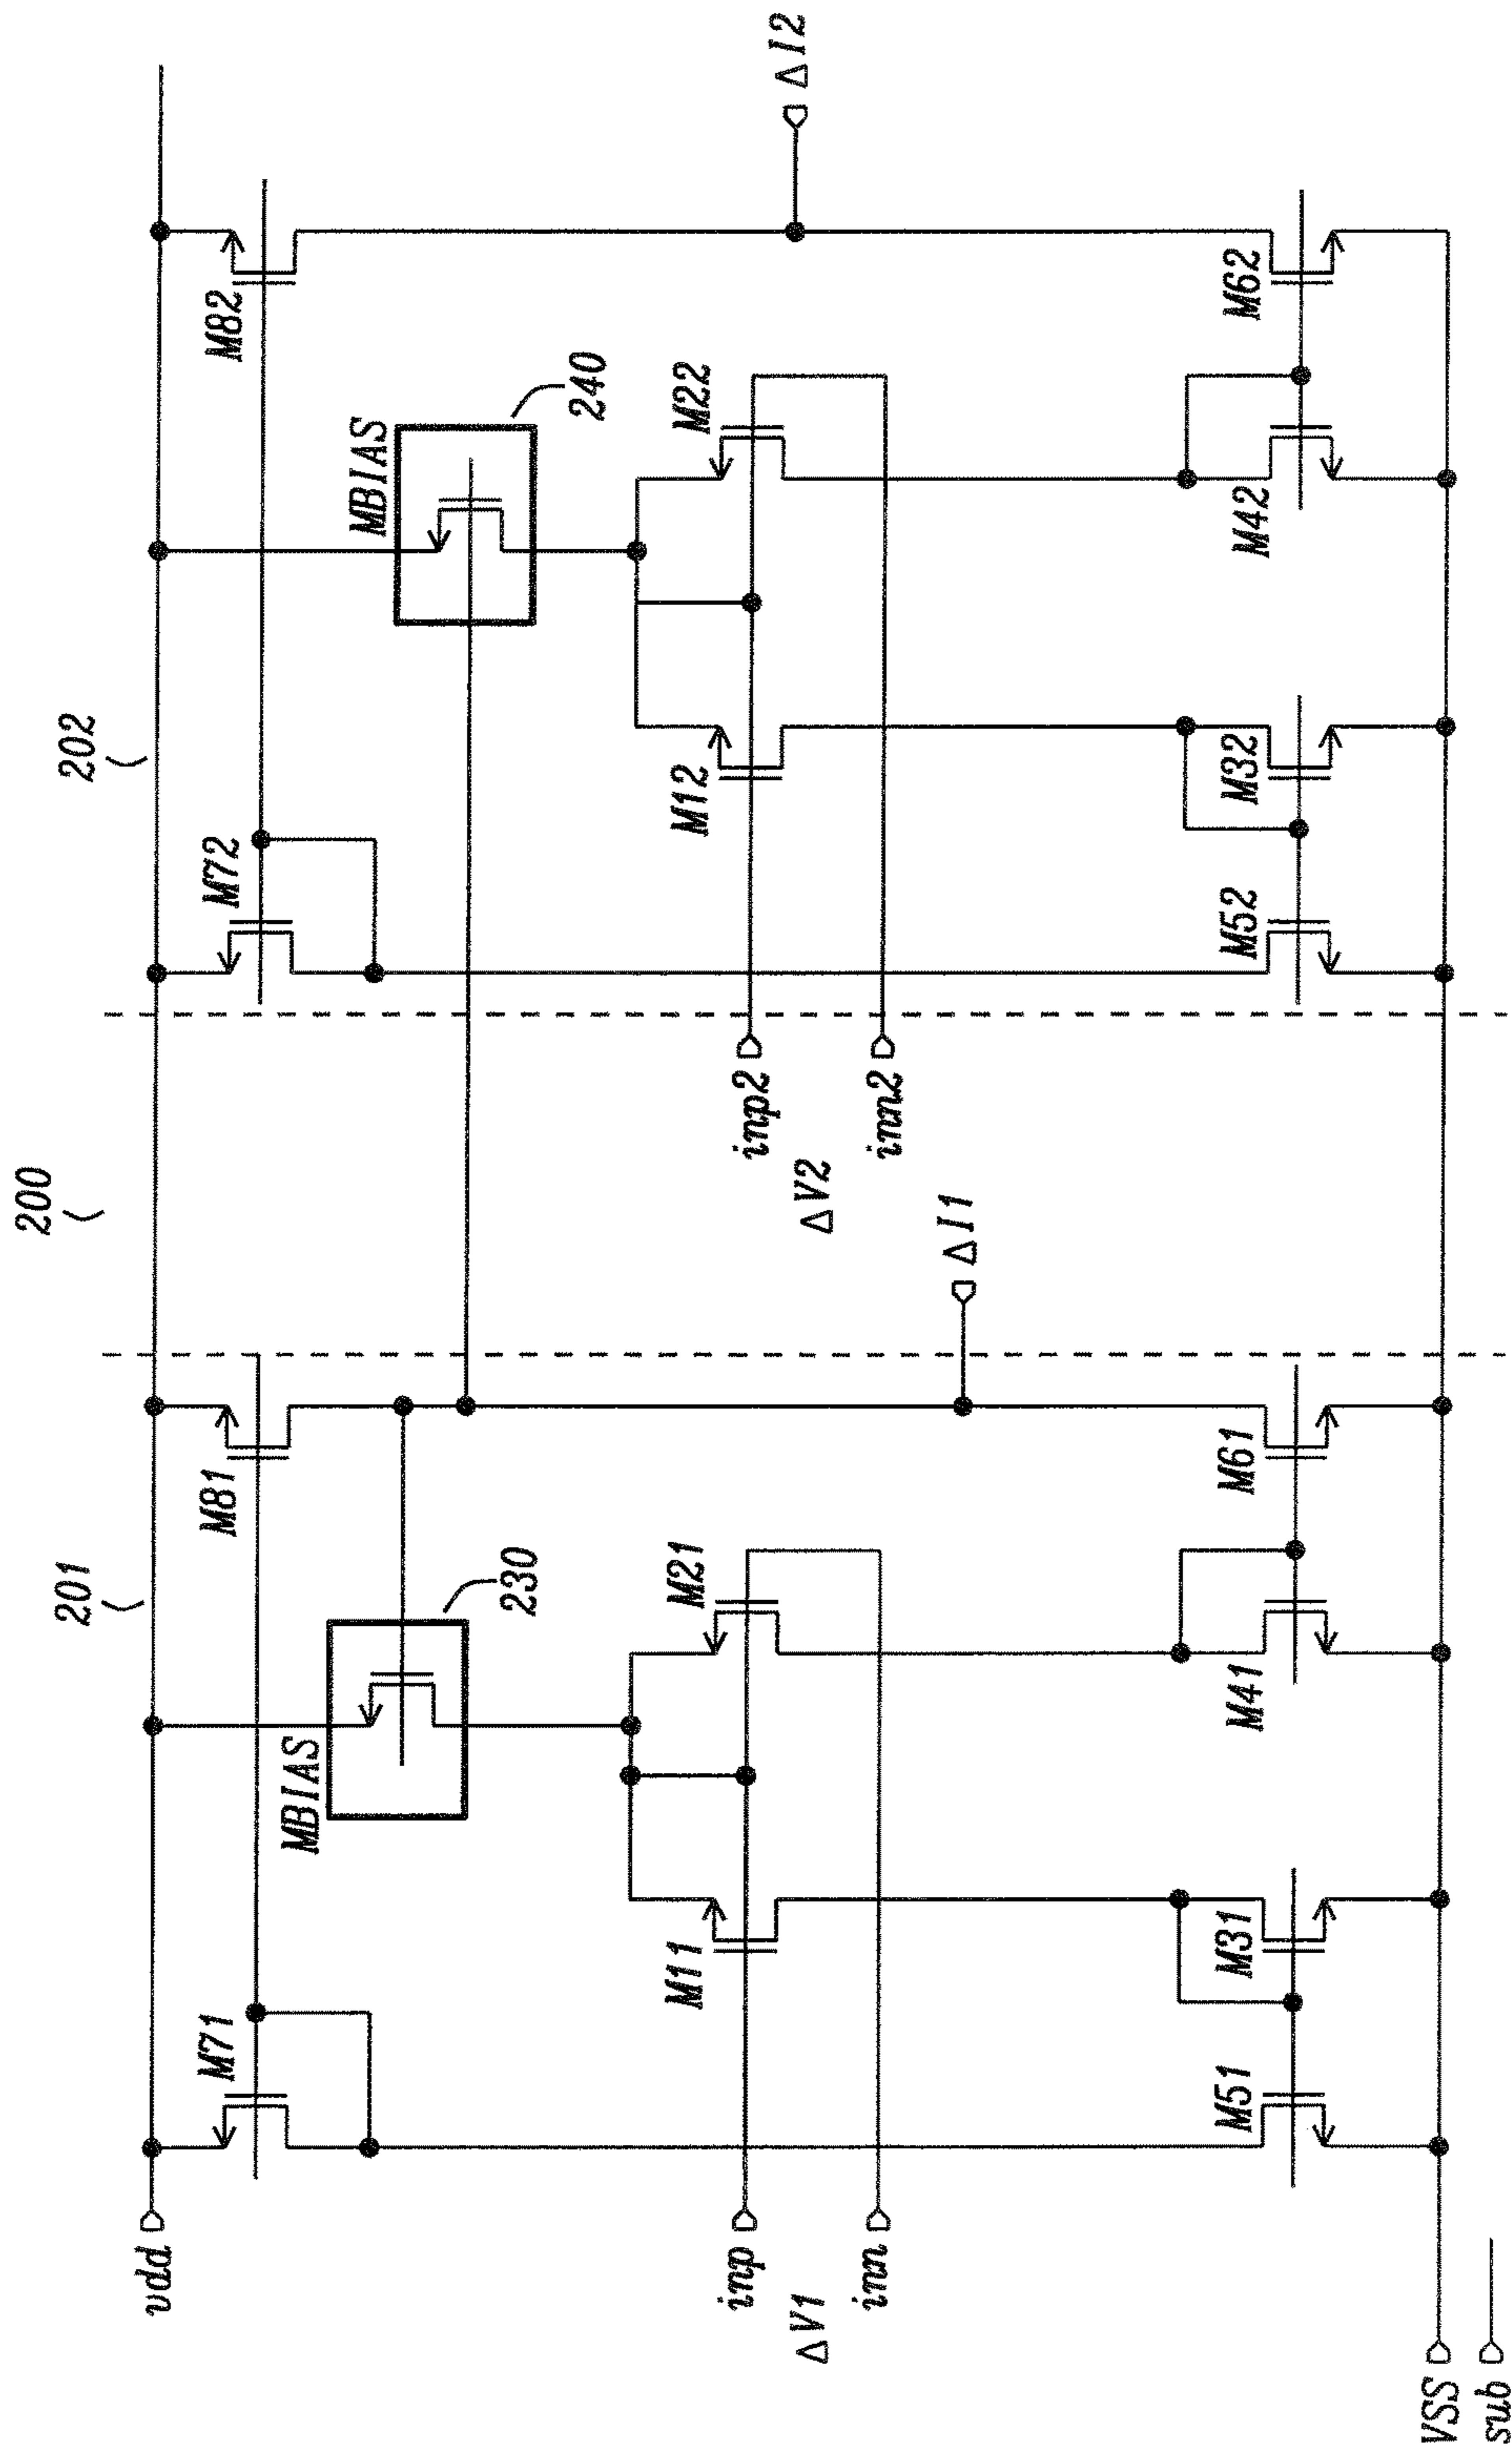 200
201
202
vdd
M71
M81
M72
M82
MBIAS
230
MBIAS
240
inp
ΔV1
inn
M11
M21
inp2
ΔV2
inn2
M12
M22
ΔI1
ΔI2
M51
M31
M41
M61
M52
M32
M42
M62
VSS
sub